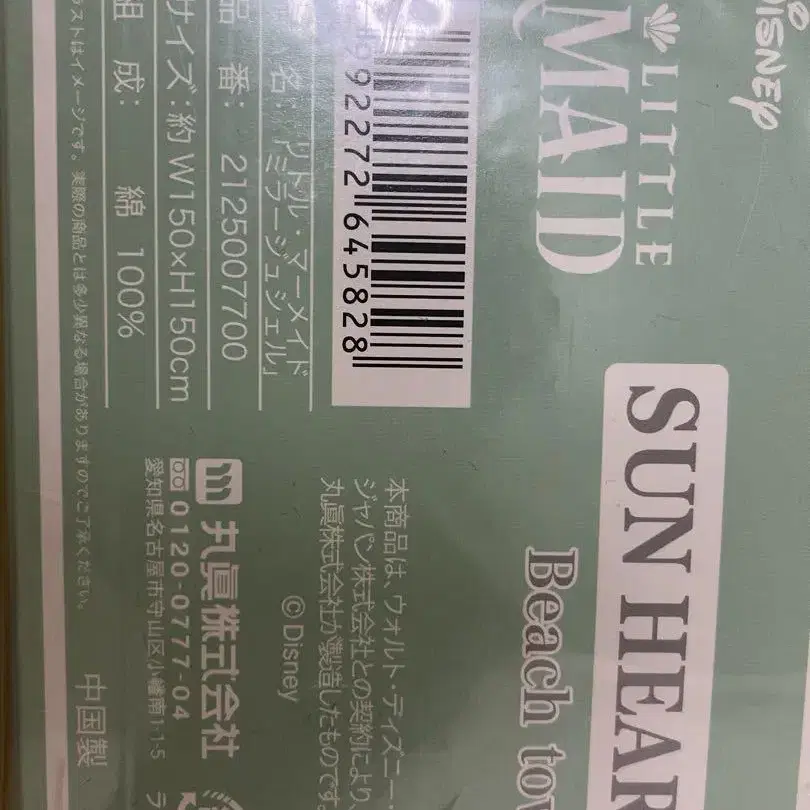 DISNEY
LITTLE
MAID
SUN HEAR
Beach tow
992272 645828
名: リトル・マーメイド
「ミラージュシェル」
品 番: 2125007700
サイズ:約 W150×H150cm
組 成: 綿 100%
ラストはイメージです。実際の商品とは多少異なる場合がありますのでご了承ください。
本商品は、ウォルト・ディズニー・
ジャパン株式会社との契約により、
丸眞株式会社が製造したものです。
©Disney
丸眞株式会社
0120-0777-04
愛知県名古屋市守山区小幡南1-1-5
中国製
ラ